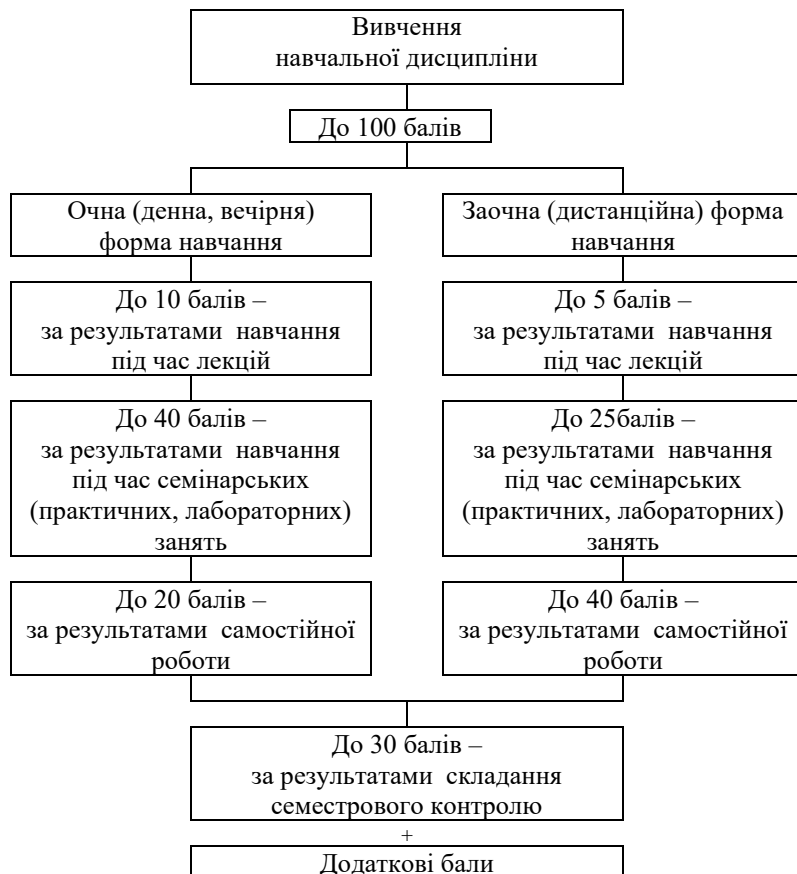 Вивчення
навчальної дисципліни
До 100 балів
Очна (денна, вечірня)
форма навчання
До 10 балів –
за результатами навчання
під час лекцій
До 40 балів –
за результатами навчання
під час семінарських
(практичних, лабораторних)
занять
До 20 балів –
за результатами самостійної
роботи
Заочна (дистанційна) форма
навчання
До 5 балів –
за результатами навчання
під час лекцій
До 25балів –
за результатами навчання
під час семінарських
(практичних, лабораторних)
занять
До 40 балів –
за результатами самостійної
роботи
До 30 балів –
за результатами складання
семестрового контролю
+
Додаткові бали